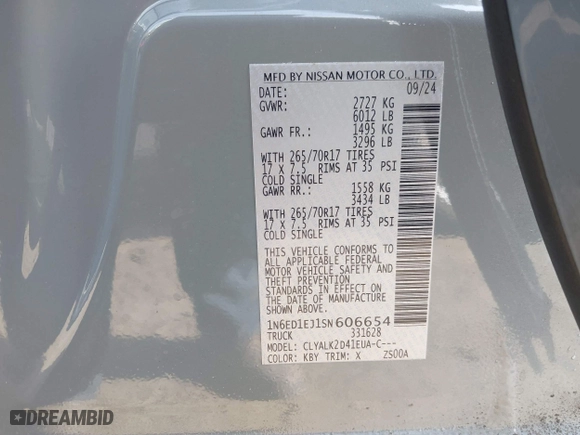 MFD BY NISSAN MOTOR CO., LTD.
DATE: 09/24
GVWR: 2727 KG
6012 LB
GAWR FR.: 1495 KG
3296 LB
WITH 265/70R17 TIRES
17 X 7.5 RIMS AT 35 PSI
COLD SINGLE
GAWR RR.: 1558 KG
3434 LB
WITH 265/70R17 TIRES
17 X 7.5 RIMS AT 35 PSI
COLD SINGLE
THIS VEHICLE CONFORMS TO
ALL APPLICABLE FEDERAL
MOTOR VEHICLE SAFETY AND
THEFT PREVENTION
STANDARDS IN EFFECT ON
THE DATE OF MANUFACTURE
SHOWN ABOVE.
1N6ED1EJ1SN606654
TRUCK 331628
MODEL: CLYALK2D41EUA-C---
COLOR: KBY TRIM: X ZS00A
DREAMBID